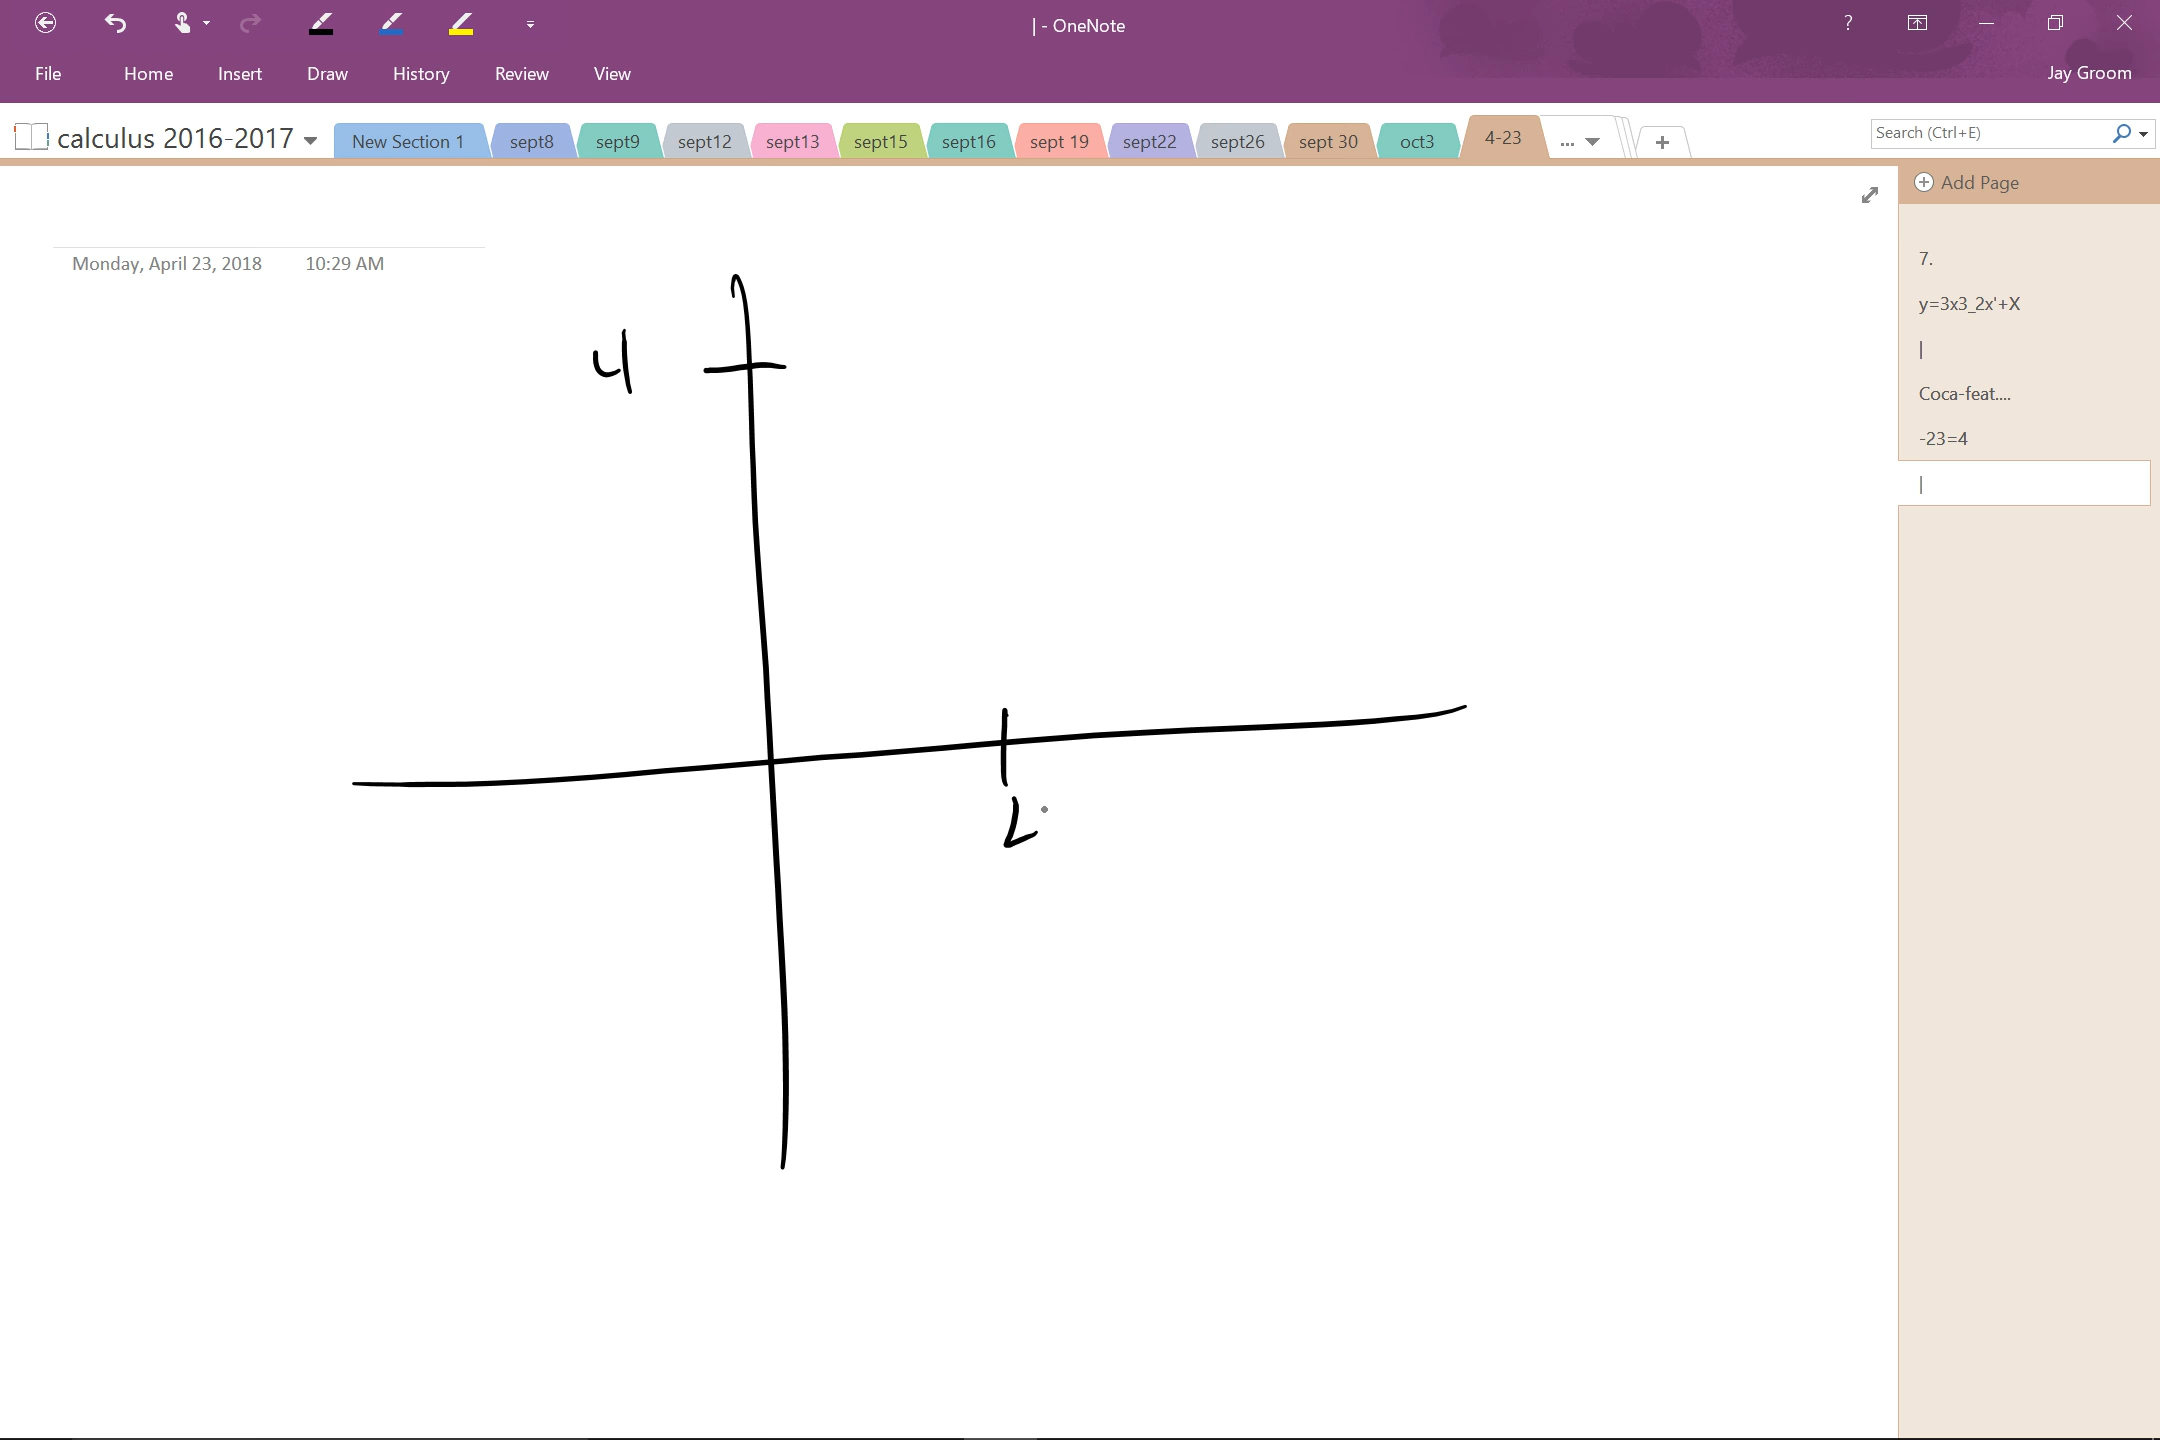 | - OneNote
?
File Home Insert Draw History Review View
Jay Groom
calculus 2016-2017
New Section 1 sept8 sept9 sept12 sept13 sept15 sept16 sept 19 sept22 sept26 sept 30 oct3 4-23 ... +
Search (Ctrl+E)
Add Page
Monday, April 23, 2018 10:29 AM
7.
y=3x3_2x'+X
|
Coca-feat....
-23=4
|
4